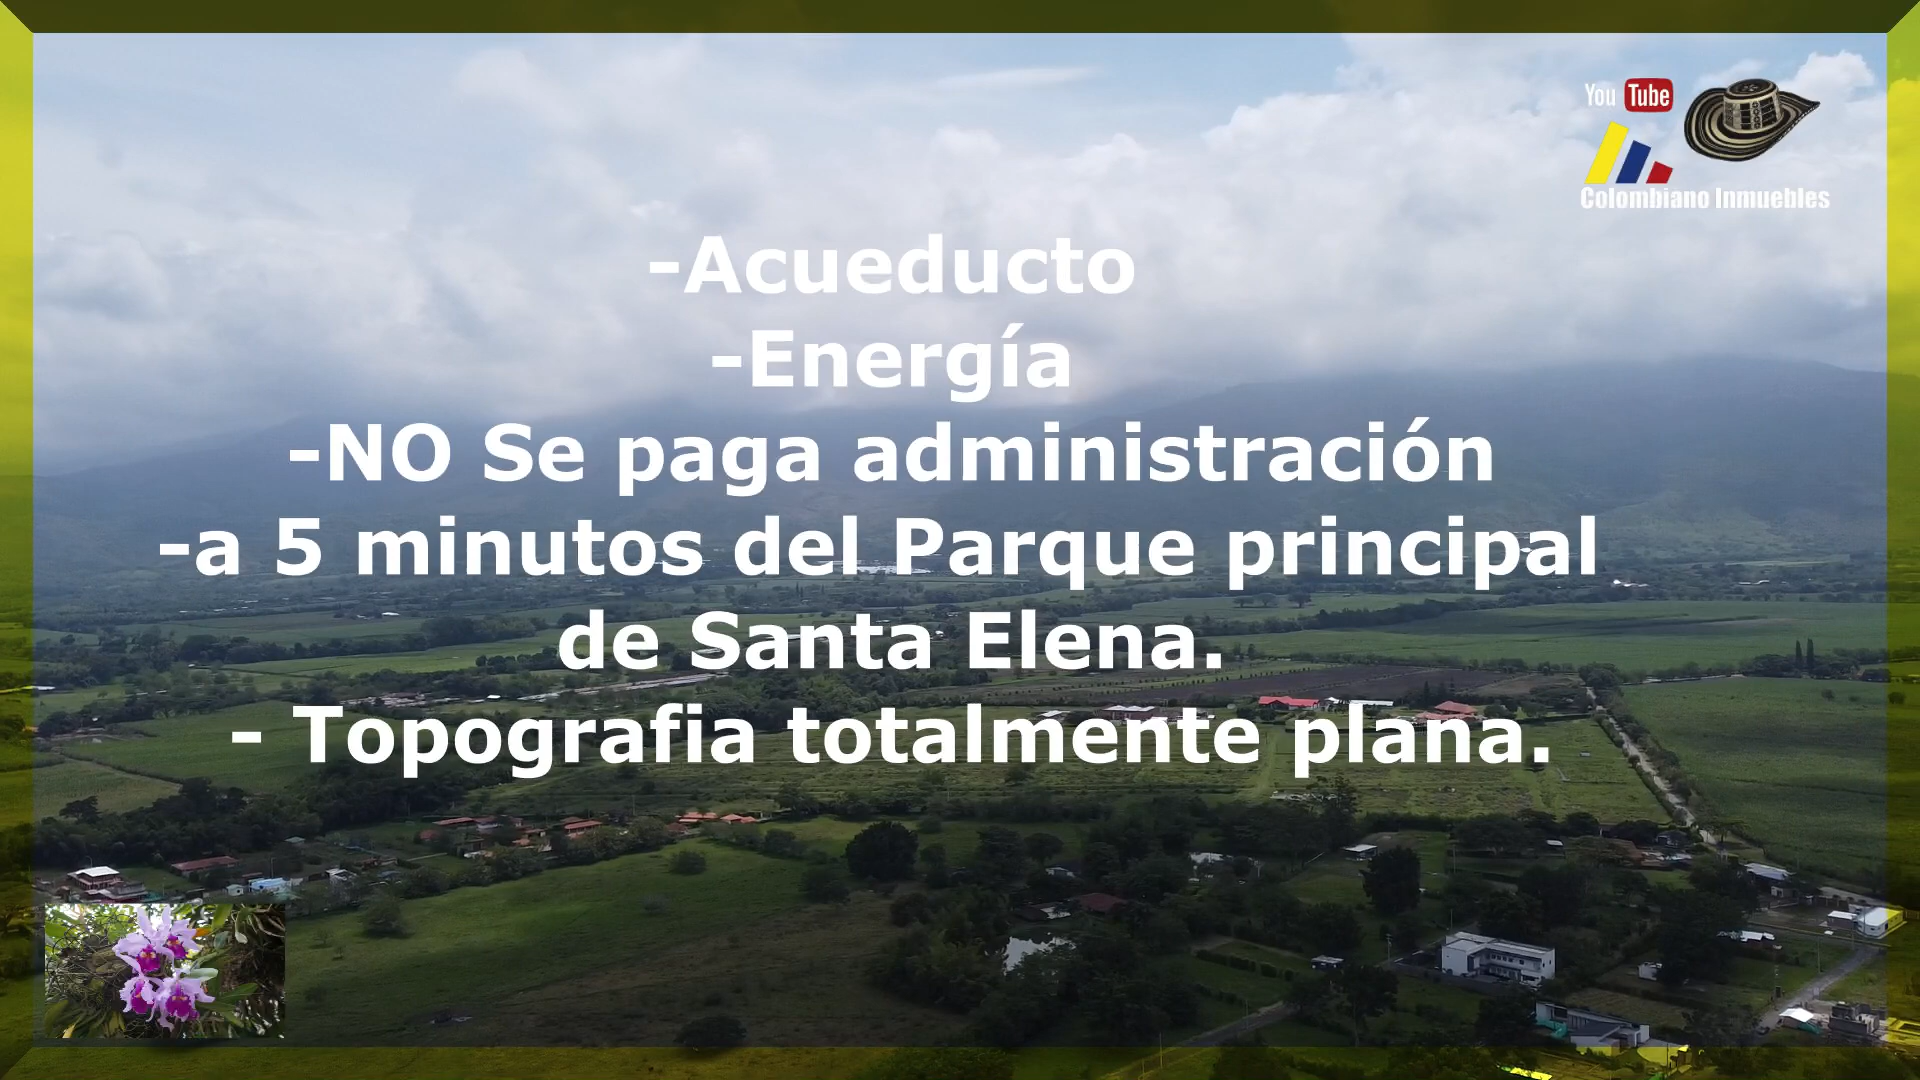 You Tube
Colombiano Inmuebles
-Acueducto
-Energía
-NO Se paga administración
-a 5 minutos del Parque principal
de Santa Elena.
- Topografia totalmente plana.